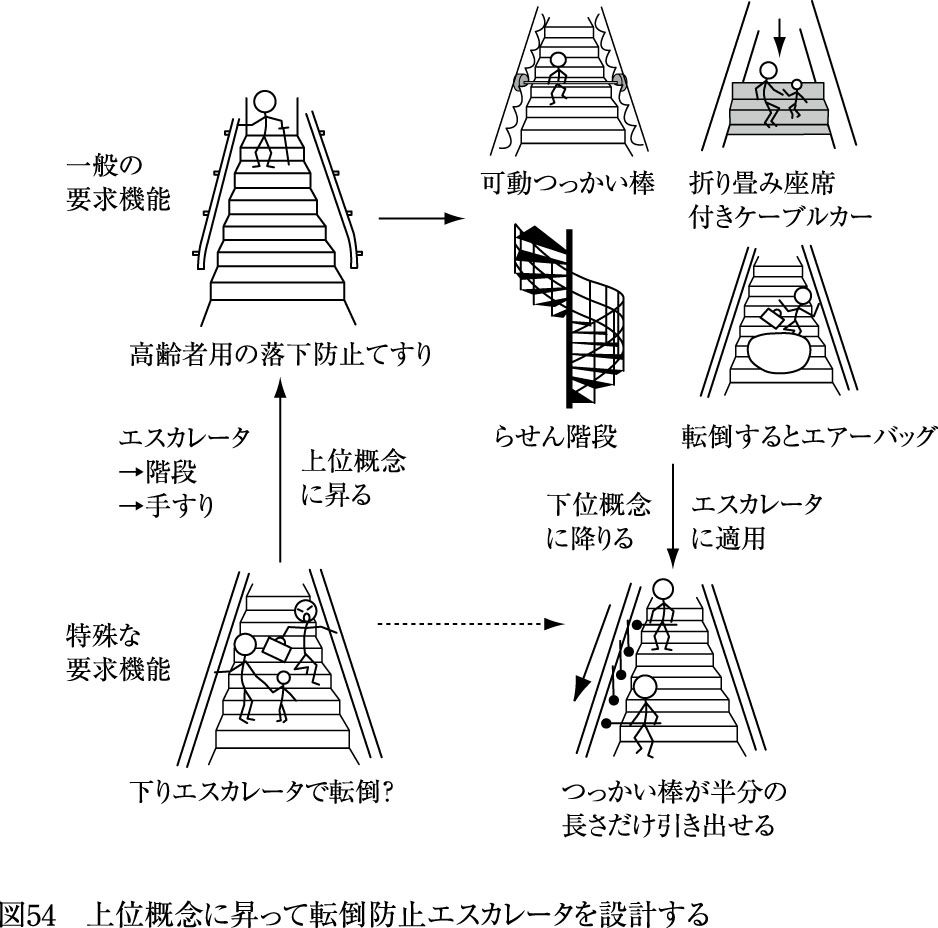 一般の
要求機能
高齢者用の落下防止てすり
可動つっかい棒
折り畳み座席
付きケーブルカー
らせん階段
転倒するとエアーバッグ
エスカレータ
→階段
→手すり
上位概念
に昇る
下位概念
に降りる
エスカレータ
に適用
特殊な
要求機能
下りエスカレータで転倒?
つっかい棒が半分の
長さだけ引き出せる
図54 上位概念に昇って転倒防止エスカレータを設計する